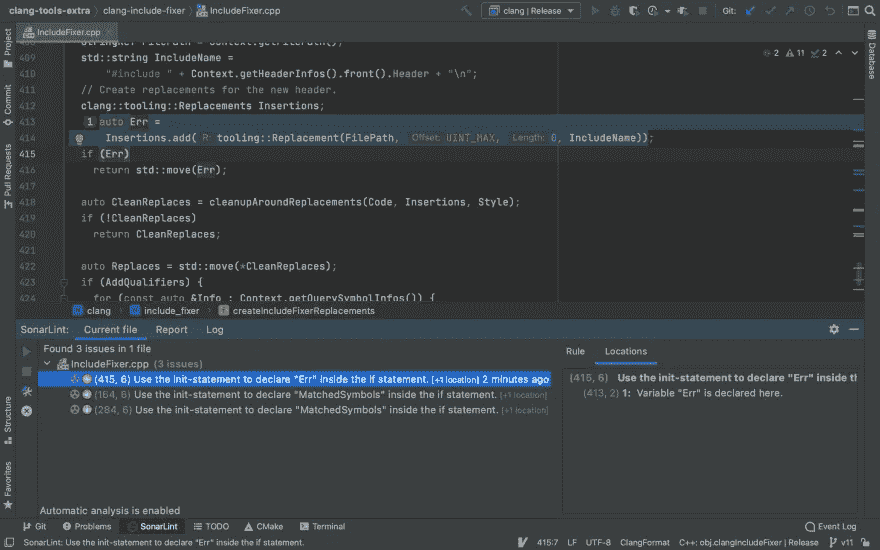 clang-tools-extra › clang-include-fixer › IncludeFixer.cpp
clang | Release
Git:
IncludeFixer.cpp
409 std::string IncludeName =
410 "#include " + Context.getHeaderInfos().front().Header + "\n";
411 // Create replacements for the new header.
412 clang::tooling::Replacements Insertions;
413 1 auto Err =
414 Insertions.add( R: tooling::Replacement(FilePath, Offset: UINT_MAX, Length: 0, IncludeName));
415 if (Err)
416 return std::move(Err);
417
418 auto CleanReplaces = cleanupAroundReplacements(Code, Insertions, Style);
419 if (!CleanReplaces)
420 return CleanReplaces;
421
422 auto Replaces = std::move(*CleanReplaces);
423 if (AddQualifiers) {
424 for (const auto &Info : Context.getQuerySymbolInfos()) {
2 11 2
Project
Commit
Pull Requests
Structure
Favorites
Database
clang › include_fixer › createIncludeFixerReplacements
SonarLint: Current file Report Log
Found 3 issues in 1 file
IncludeFixer.cpp (3 issues)
(415, 6) Use the init-statement to declare "Err" inside the if statement. [+1 location] 2 minutes ago
(164, 6) Use the init-statement to declare "MatchedSymbols" inside the if statement. [+1 location]
(284, 6) Use the init-statement to declare "MatchedSymbols" inside the if statement. [+1 location]
Rule Locations
(415, 6) Use the init-statement to declare "Err" inside th
(413, 2) 1: Variable "Err" is declared here.
Automatic analysis is enabled
Git Problems SonarLint TODO CMake Terminal Event Log
SonarLint: Use the init-statement to declare "Err" inside the if statement. 415:7 LF UTF-8 ClangFormat C++: obj.clangIncludeFixer | Release v11